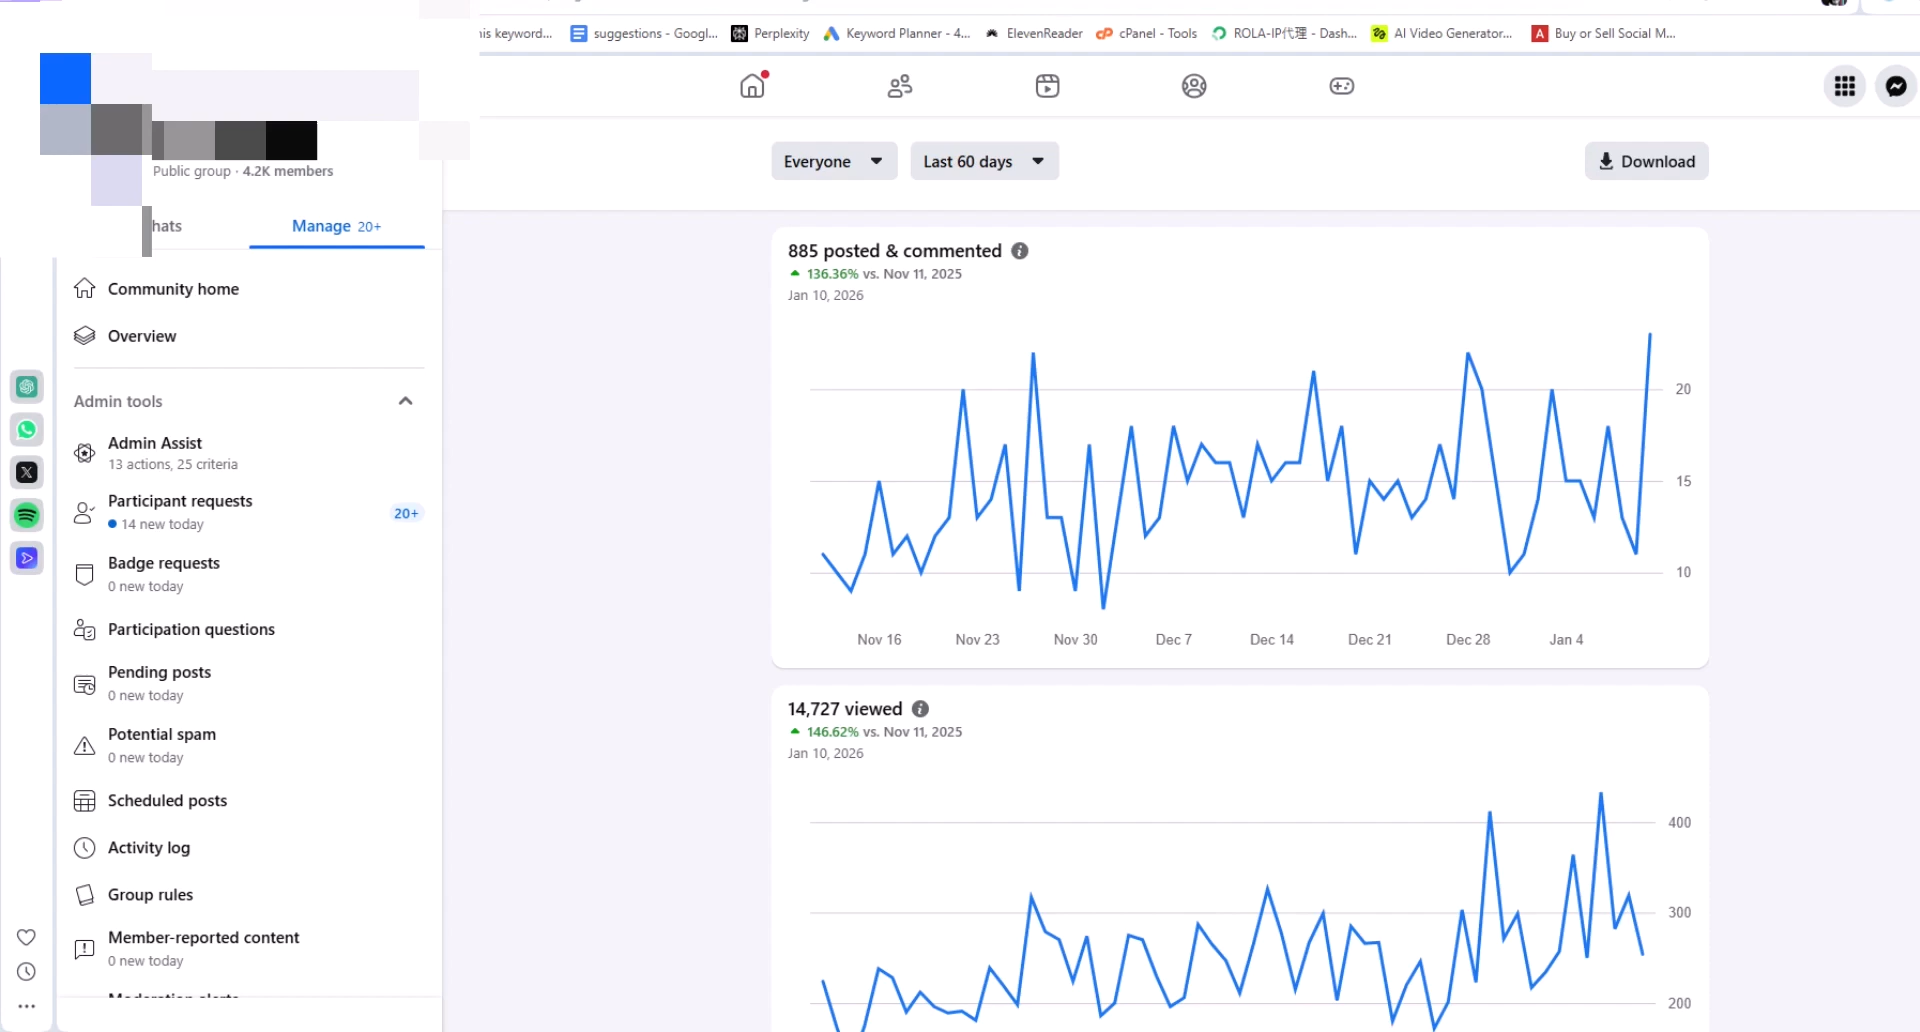 his keyword...
suggestions - Googl...
Perplexity
Keyword Planner - 4...
ElevenReader
cPanel - Tools
ROLA-IP代理 - Dash...
AI Video Generator...
Buy or Sell Social M...
Public group · 4.2K members
hats
Manage 20+
Community home
Overview
Admin tools
Admin Assist
13 actions, 25 criteria
Participant requests
14 new today
20+
Badge requests
0 new today
Participation questions
Pending posts
0 new today
Potential spam
0 new today
Scheduled posts
Activity log
Group rules
Member-reported content
0 new today
Everyone
Last 60 days
Download
885 posted & commented
136.36% vs. Nov 11, 2025
Jan 10, 2026
20
15
10
Nov 16
Nov 23
Nov 30
Dec 7
Dec 14
Dec 21
Dec 28
Jan 4
14,727 viewed
146.62% vs. Nov 11, 2025
Jan 10, 2026
400
300
200